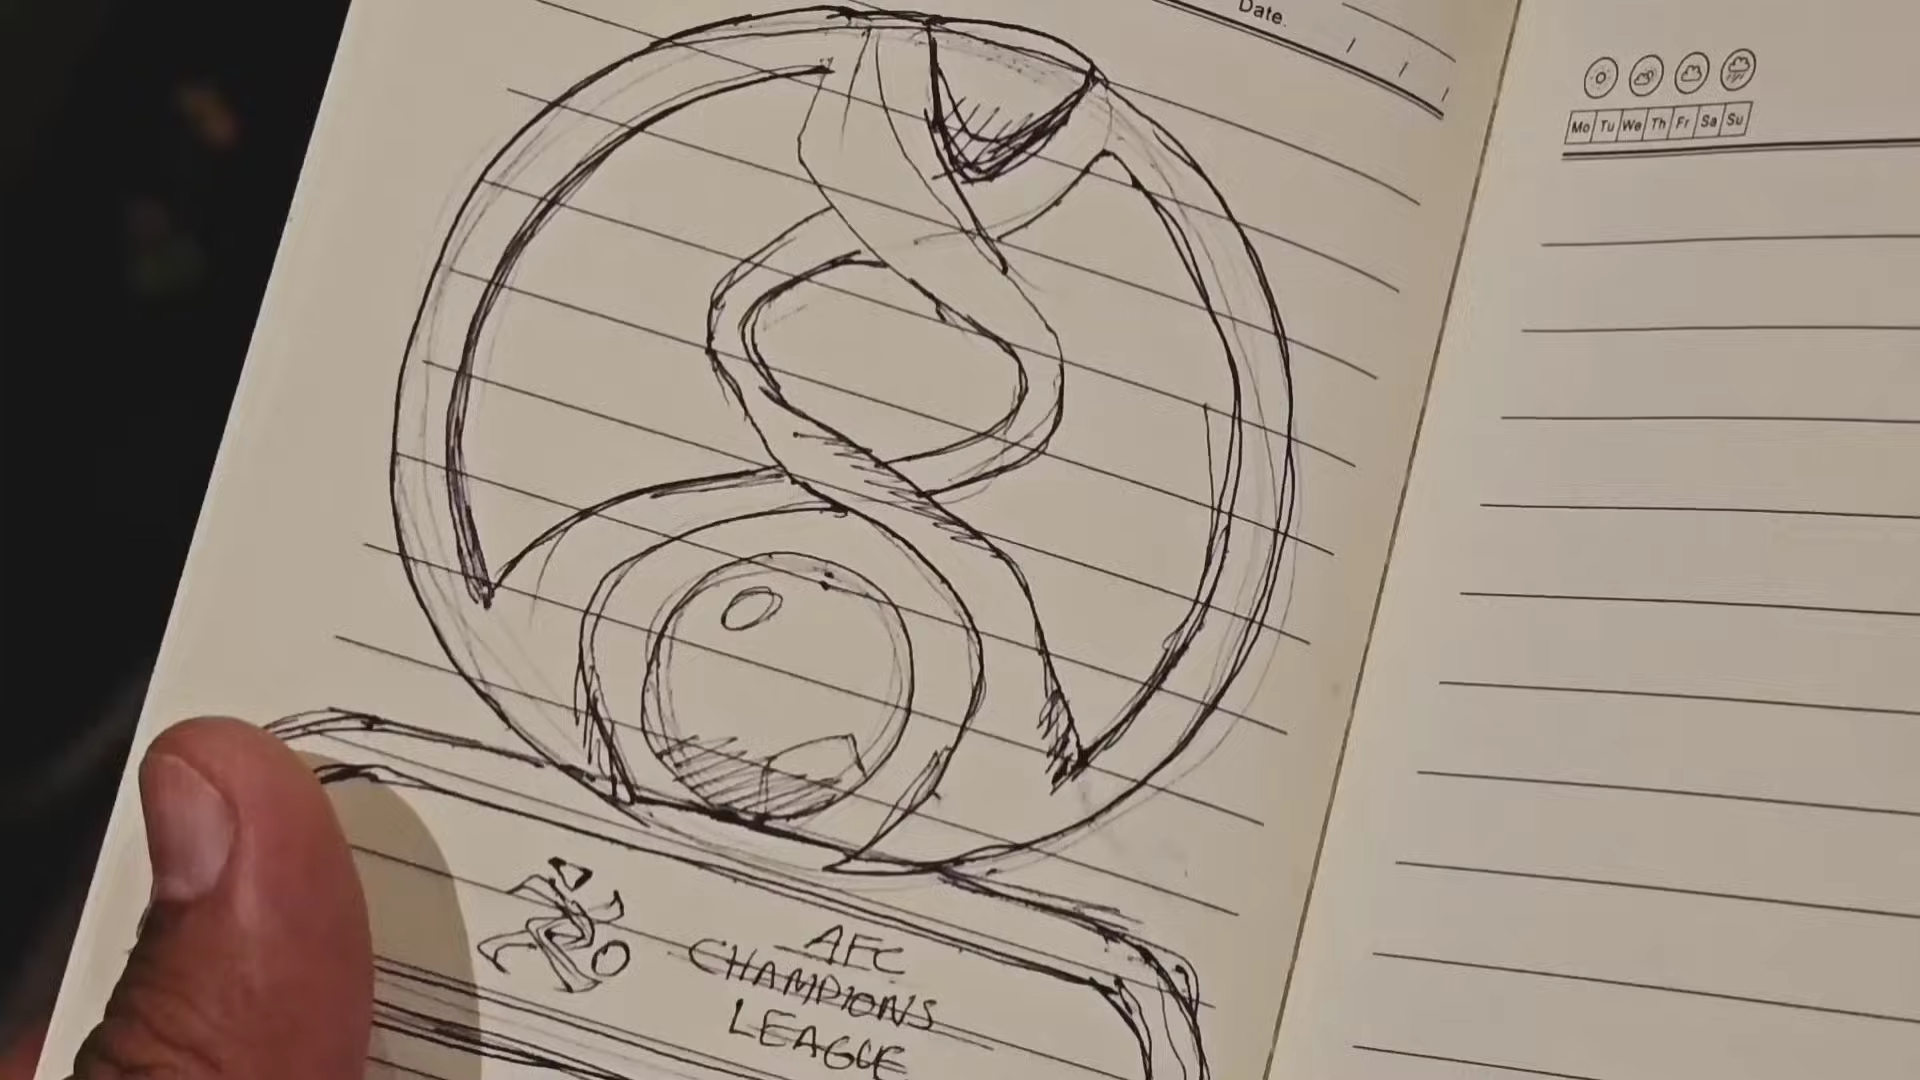 Date.
/ / /
Mo Tu We Th Fr Sa Su
AFC
CHAMPIONS
LEAGUE